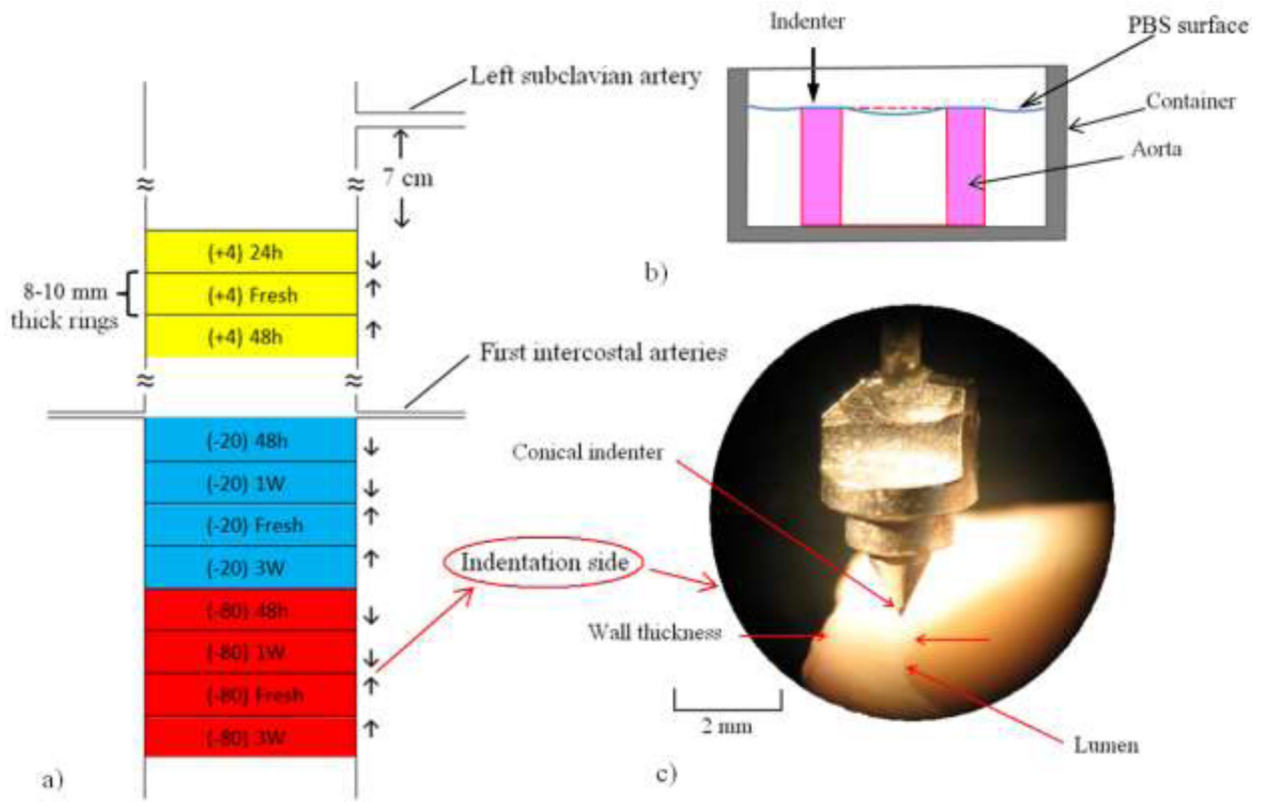 Left subclavian artery
7 cm
(+4) 24h
(+4) Fresh
(+4) 48h
8-10 mm
thick rings
First intercostal arteries
(-20) 48h
(-20) 1W
(-20) Fresh
(-20) 3W
(-80) 48h
(-80) 1W
(-80) Fresh
(-80) 3W
a)
Indentation side
Indenter
PBS surface
Container
Aorta
b)
Conical indenter
Wall thickness
2 mm
Lumen
c)